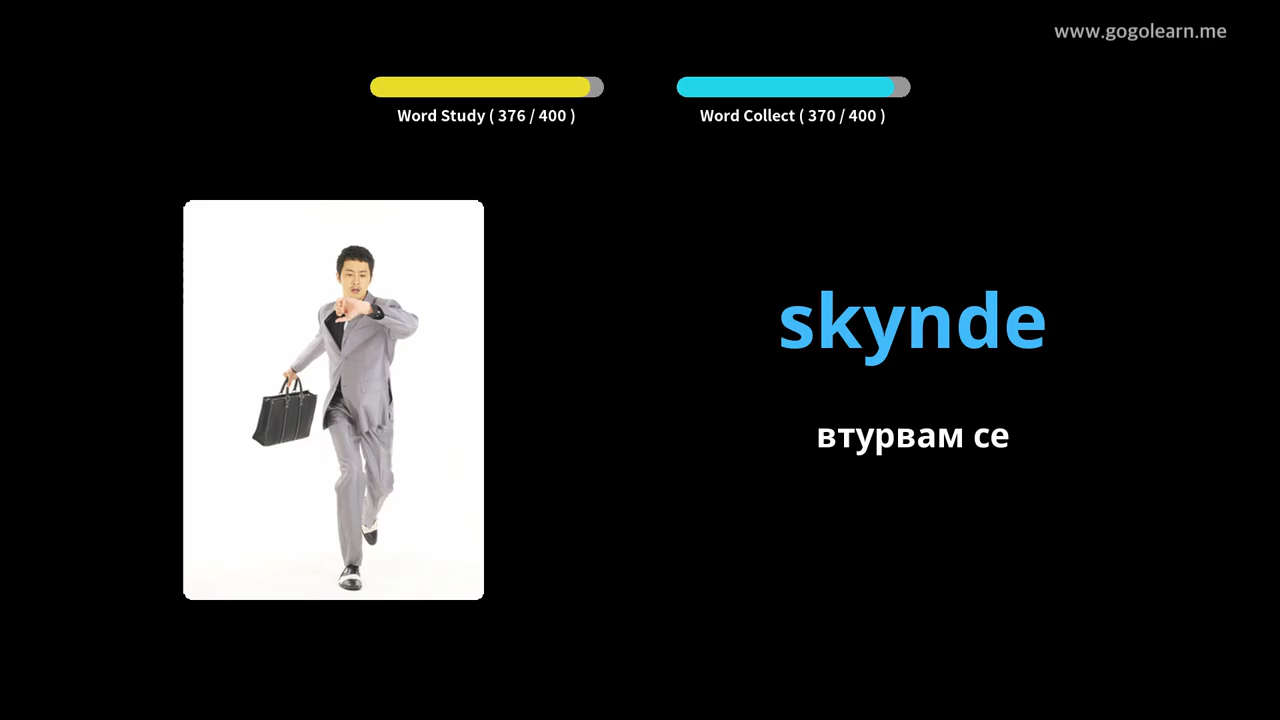 www.gogolearn.me
Word Study ( 376 / 400 )
Word Collect ( 370 / 400 )
skynde
втурвам се